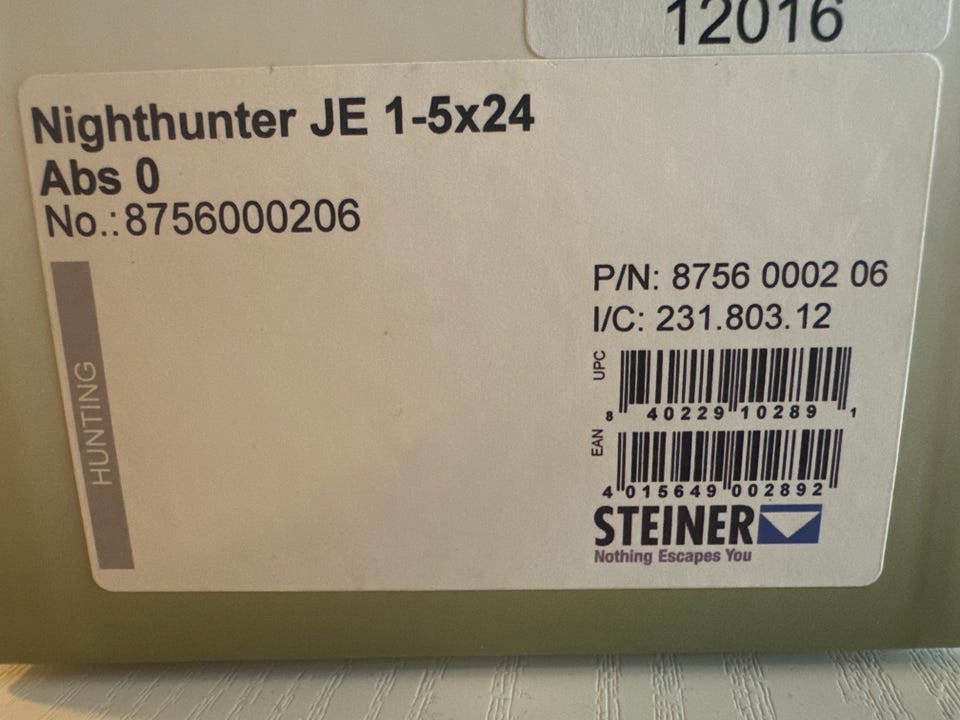 12016
Nighthunter JE 1-5x24
Abs 0
No.:8756000206
HUNTING
P/N: 8756 0002 06
I/C: 231.803.12
UPC
8 40229 10289 1
EAN
4 015649 002892
STEINER
Nothing Escapes You